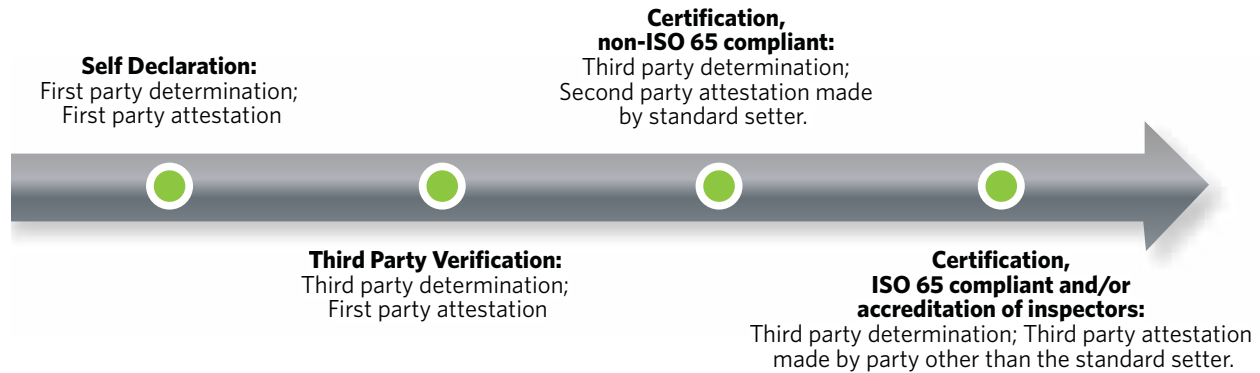 Self Declaration:
First party determination;
First party attestation
Third Party Verification:
Third party determination;
First party attestation
Certification,
non-ISO 65 compliant:
Third party determination;
Second party attestation made
by standard setter.
Certification,
ISO 65 compliant and/or
accreditation of inspectors:
Third party determination; Third party attestation
made by party other than the standard setter.